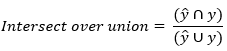 Intersect over union = (ŷ ∩ y) / (ŷ ∪ y)